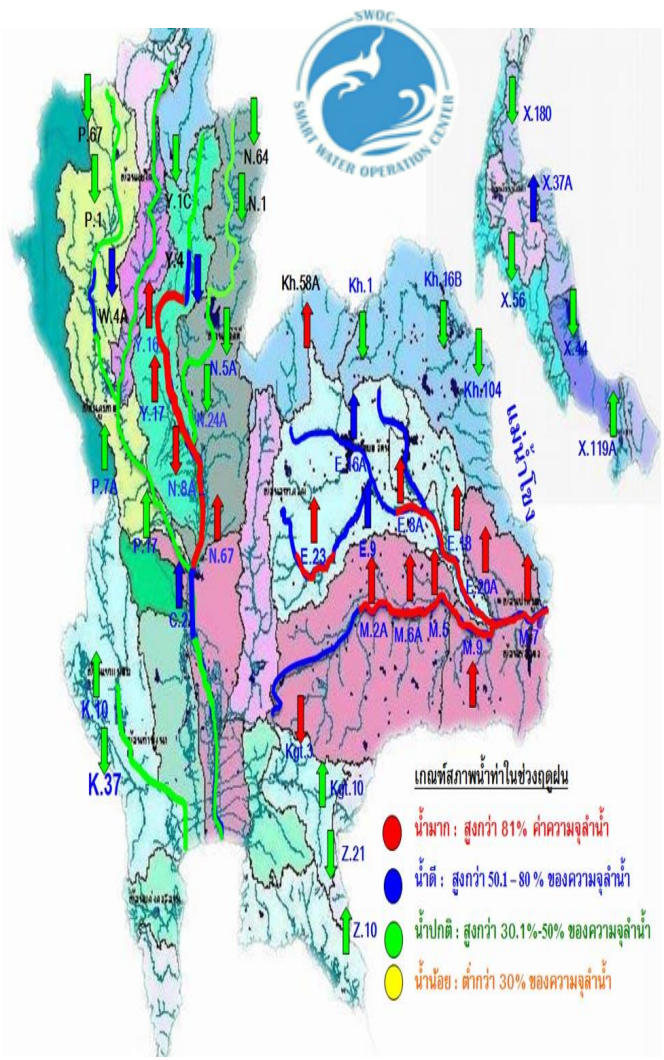 SWOC
SMART WATER OPERATION CENTER
X.180
P.67
N.64
Y.1C
X.37A
N.1
P.1
Y.4
X.56
Kh.58A
Kh.1
Kh.16B
W.4A
X.44
Y.16
N.5A
Kh.104
Y.17
N.24A
แม่น้ำโขง
X.119A
P.7A
E.16A
N.8A
E.8A
P.17
N.67
E.23
E.9
E.18
E.20A
M.2A
M.6A
M.5
M.9
M.7
K.10
Kgt.3
K.37
Kgt.10
เกณฑ์สภาพน้ำท่าในช่วงฤดูฝน
น้ำมาก : สูงกว่า 81% ค่าความจุลำน้ำ
Z.21
น้ำดี : สูงกว่า 50.1 - 80 % ของความจุลำน้ำ
Z.10
น้ำปกติ : สูงกว่า 30.1%-50% ของความจุลำน้ำ
น้ำน้อย : ต่ำกว่า 30% ของความจุลำน้ำ